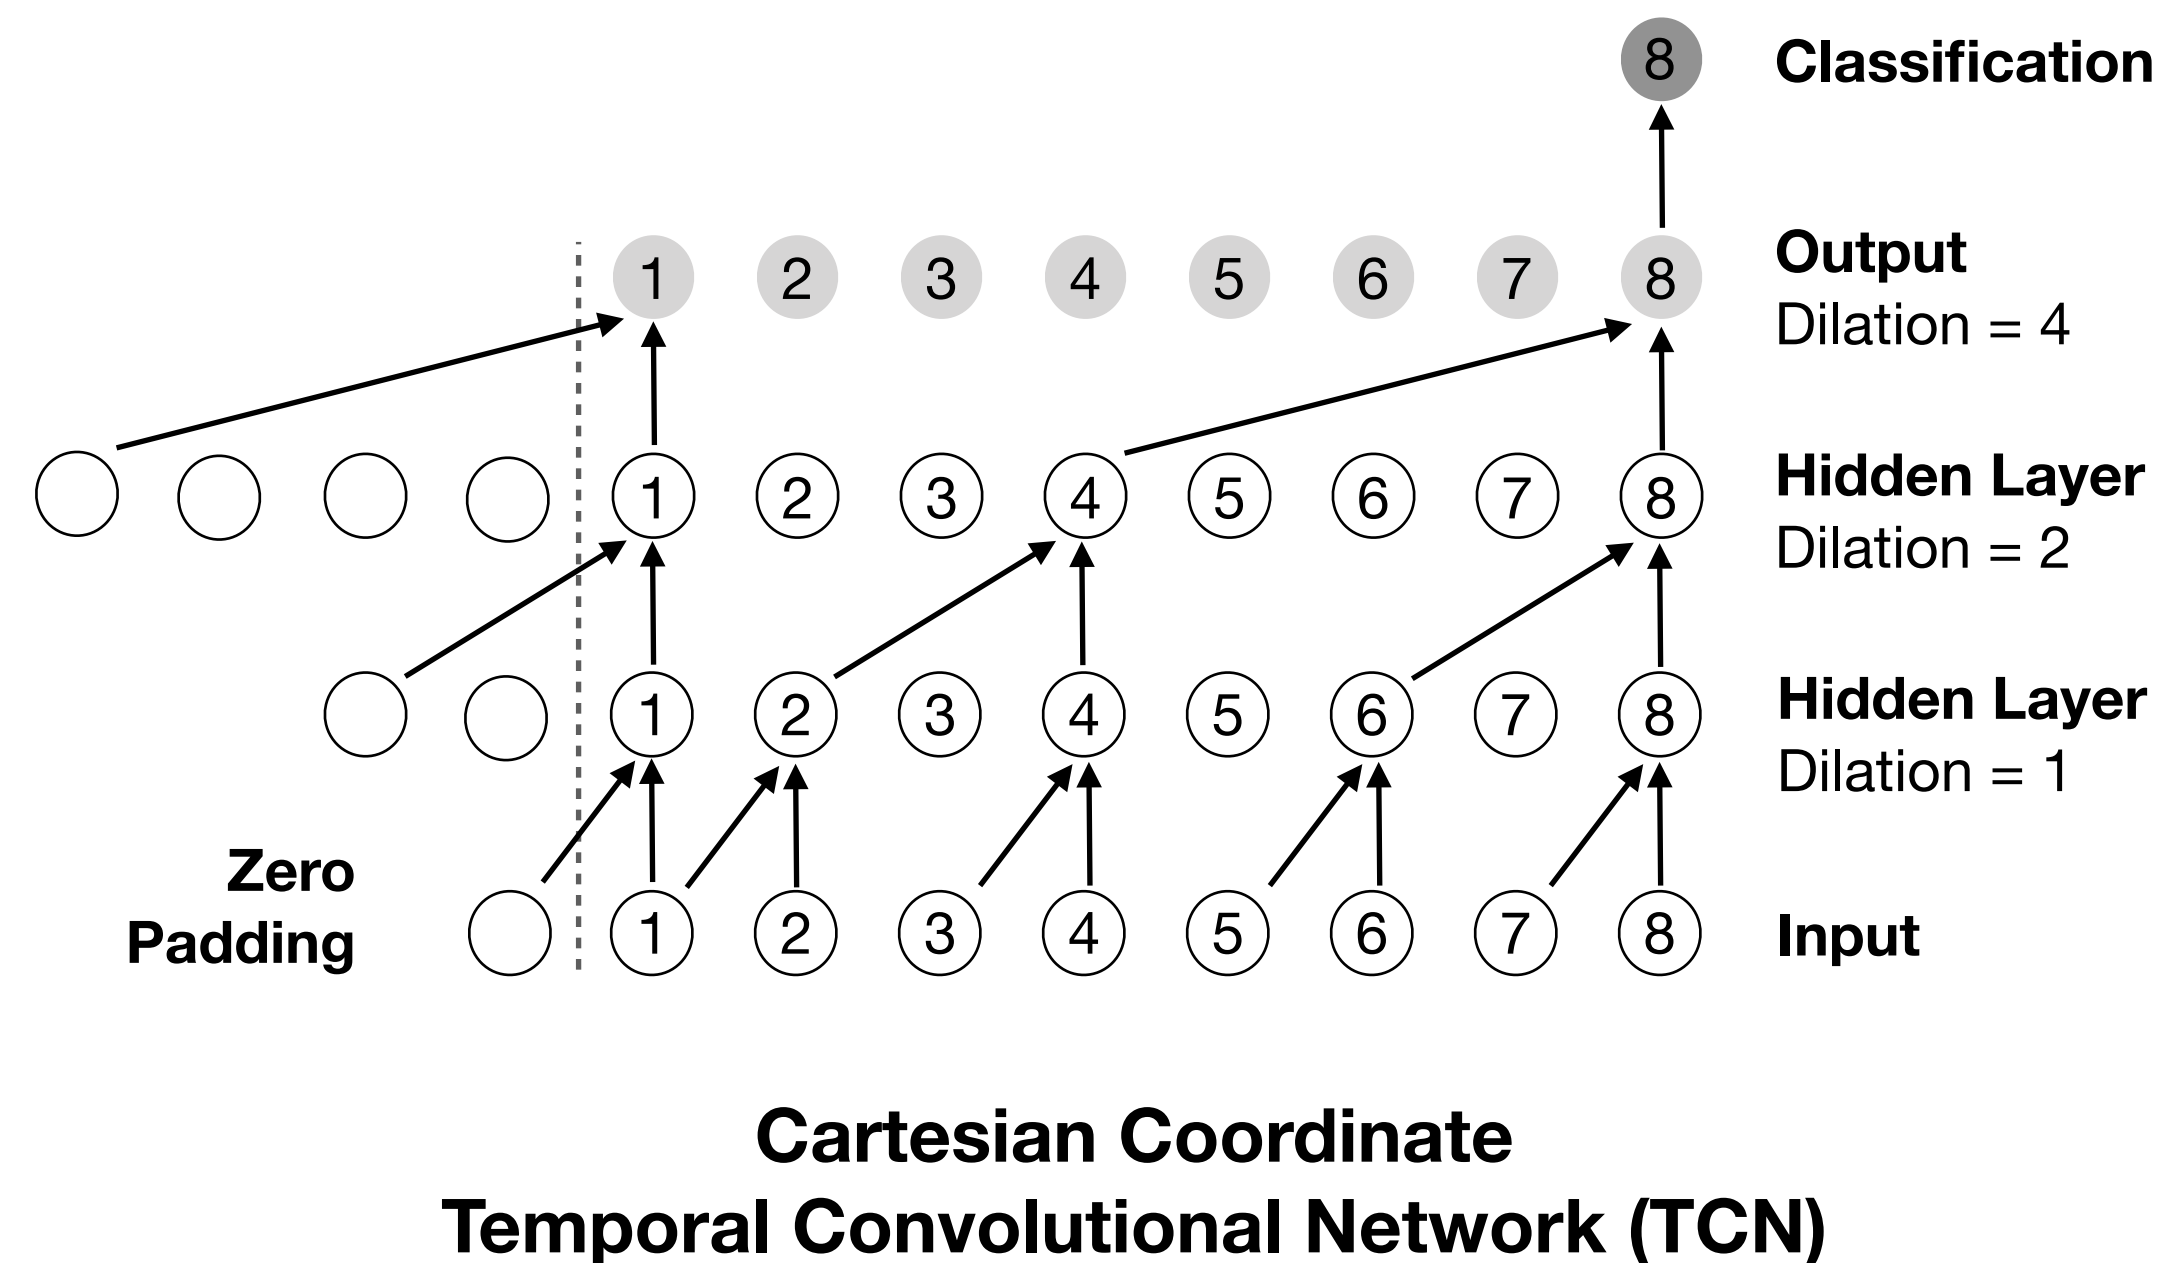 8 Classification
1 2 3 4 5 6 7 8 Output
Dilation = 4
1 2 3 4 5 6 7 8 Hidden Layer
Dilation = 2
1 2 3 4 5 6 7 8 Hidden Layer
Dilation = 1
Zero
Padding
1 2 3 4 5 6 7 8 Input
Cartesian Coordinate
Temporal Convolutional Network (TCN)